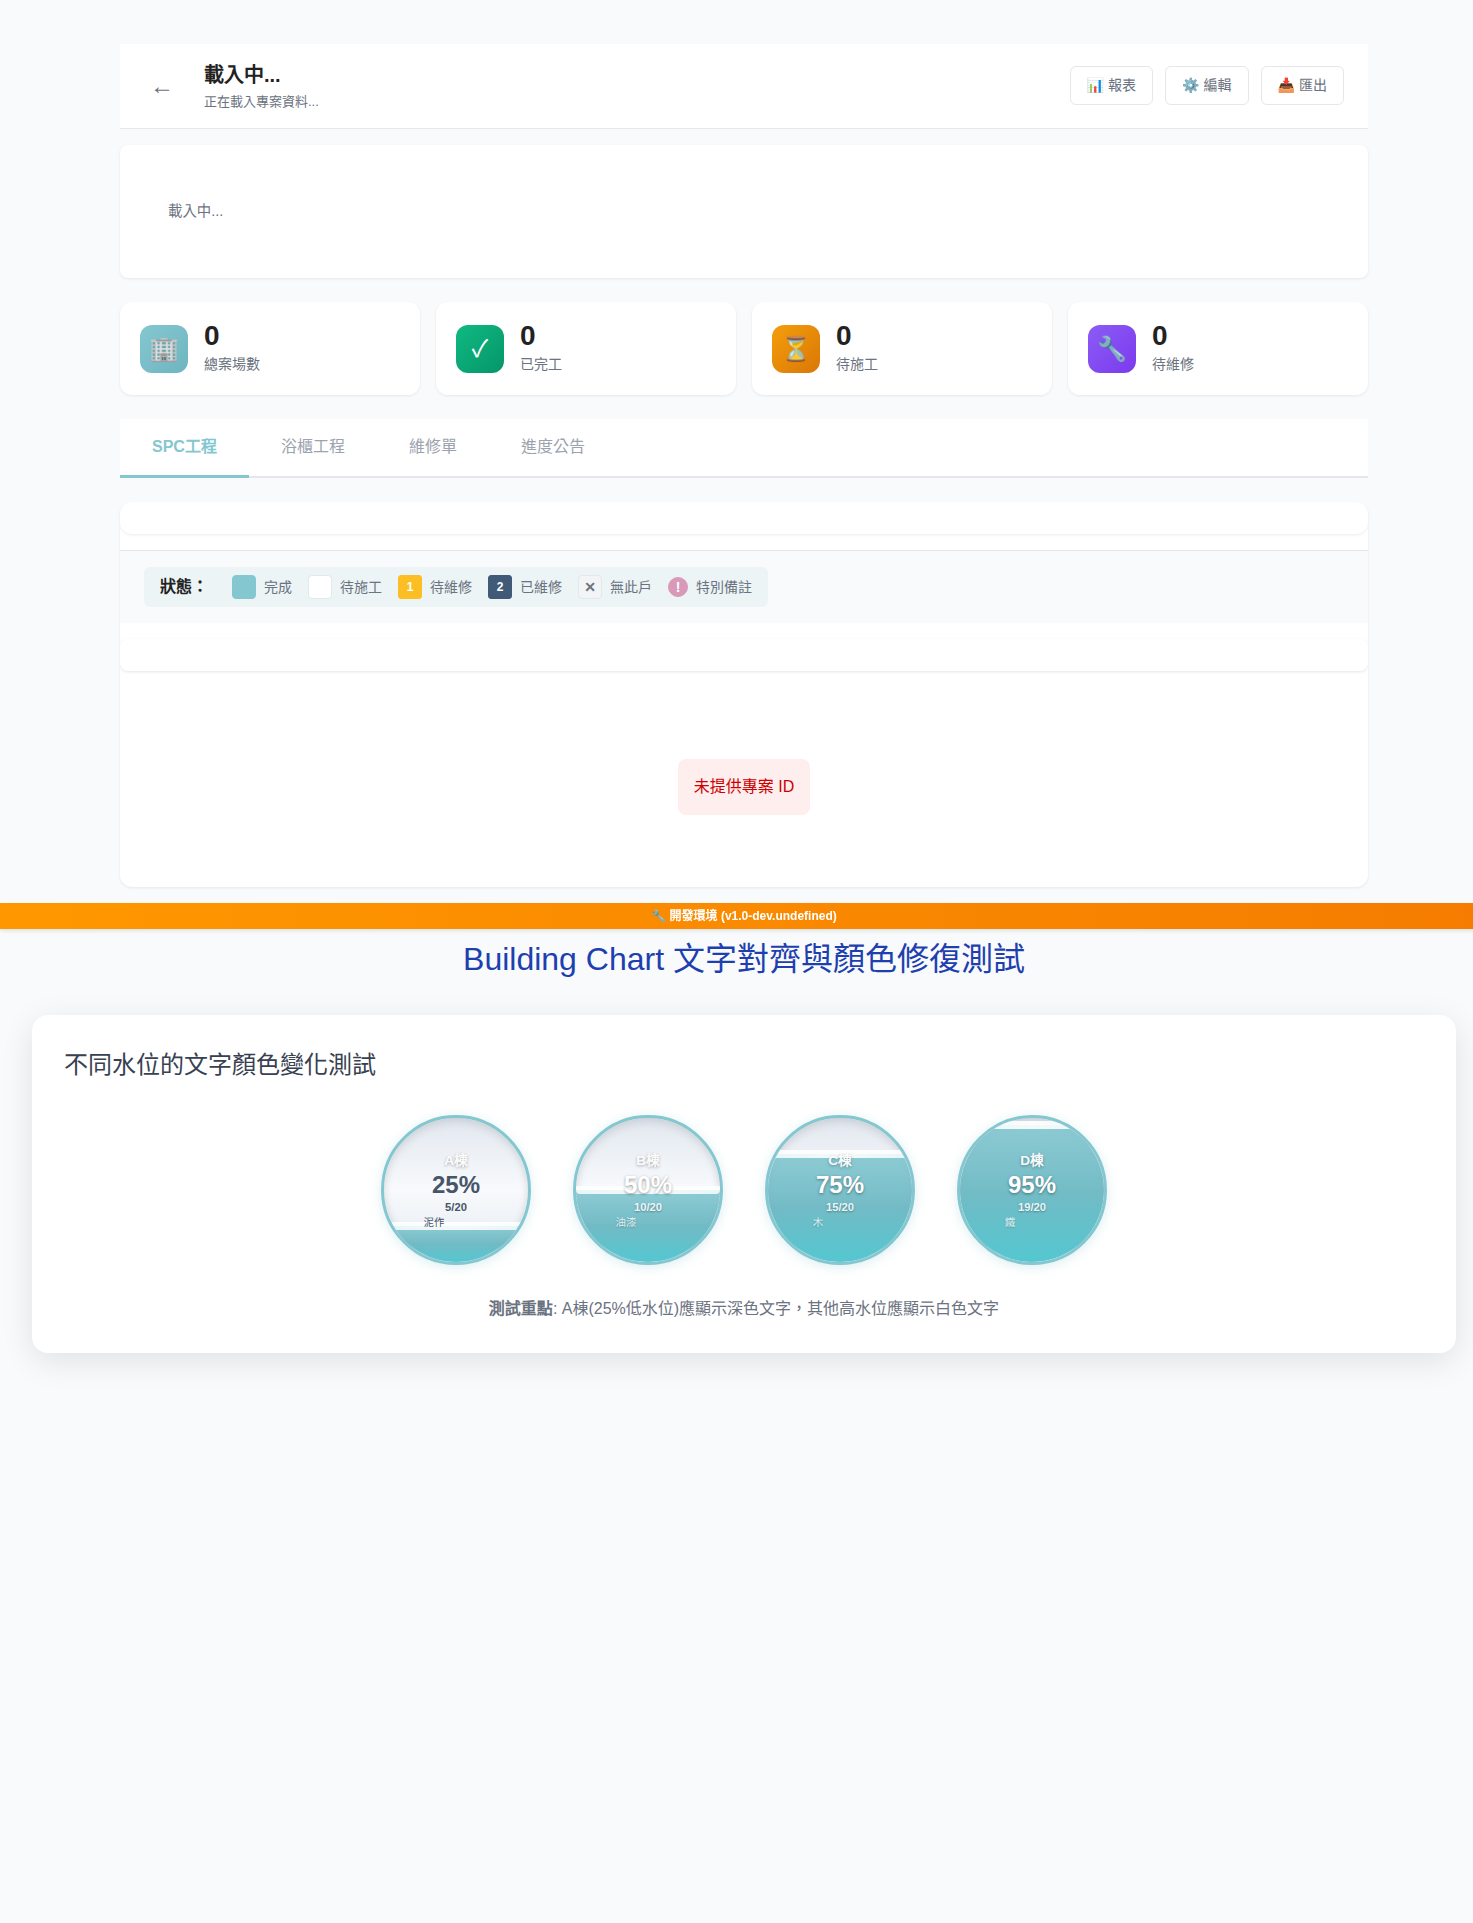 ←
載入中...
正在載入專案資料...
📊 報表
⚙️ 編輯
📥 匯出
載入中...
0
總案場數
0
已完工
0
待施工
0
待維修
SPC工程
浴櫃工程
維修單
進度公告
狀態：
完成
待施工
1
待維修
2
已維修
✕
無此戶
!
特別備註
未提供專案 ID
🔧 開發環境 (v1.0-dev.undefined)
Building Chart 文字對齊與顏色修復測試
不同水位的文字顏色變化測試
A棟
25%
5/20
泥作
B棟
50%
10/20
油漆
C棟
75%
15/20
木
D棟
95%
19/20
鐵
測試重點: A棟(25%低水位)應顯示深色文字，其他高水位應顯示白色文字